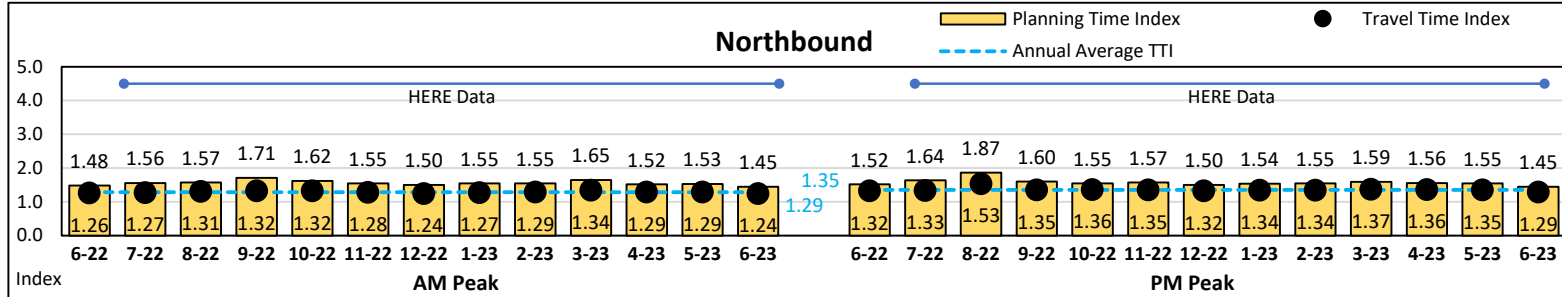 Planning Time Index
Travel Time Index
Northbound
Annual Average TTI
5.0
HERE Data
HERE Data
4.0
3.0
2.0
1.48 1.56 1.57 1.71 1.62 1.55 1.50 1.55 1.55 1.65 1.52 1.53 1.45
1.52 1.64 1.87 1.60 1.55 1.57 1.50 1.54 1.55 1.59 1.56 1.55 1.45
1.35
1.29
1.0
1.26 1.27 1.31 1.32 1.32 1.28 1.24 1.27 1.29 1.34 1.29 1.29 1.24
1.32 1.33 1.53 1.35 1.36 1.35 1.32 1.34 1.34 1.37 1.36 1.35 1.29
0.0
6-22 7-22 8-22 9-22 10-22 11-22 12-22 1-23 2-23 3-23 4-23 5-23 6-23
6-22 7-22 8-22 9-22 10-22 11-22 12-22 1-23 2-23 3-23 4-23 5-23 6-23
Index
AM Peak
PM Peak